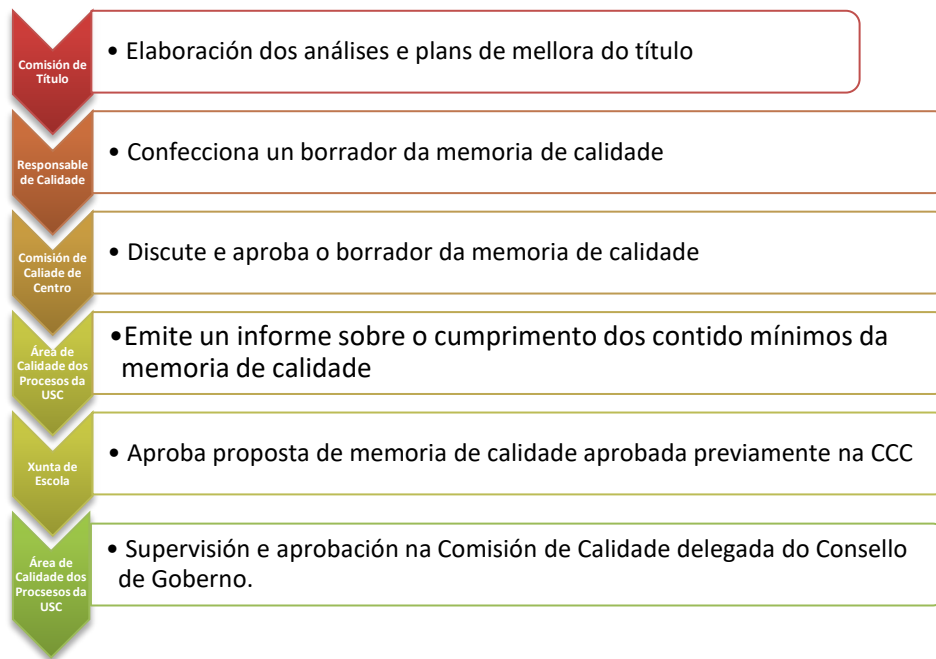 Comisión de
Título
• Elaboración dos análises e plans de mellora do título
Responsable
de Calidade
• Confecciona un borrador da memoria de calidade
Comisión de
Caliade de
Centro
• Discute e aproba o borrador da memoria de calidade
Área de
Calidade dos
Procesos da
USC
•Emite un informe sobre o cumprimento dos contido mínimos da
memoria de calidade
Xunta de
Escola
• Aproba proposta de memoria de calidade aprobada previamente na CCC
Área de
Calidade dos
Procsesos da
USC
• Supervisión e aprobación na Comisión de Calidade delegada do Consello
de Goberno.